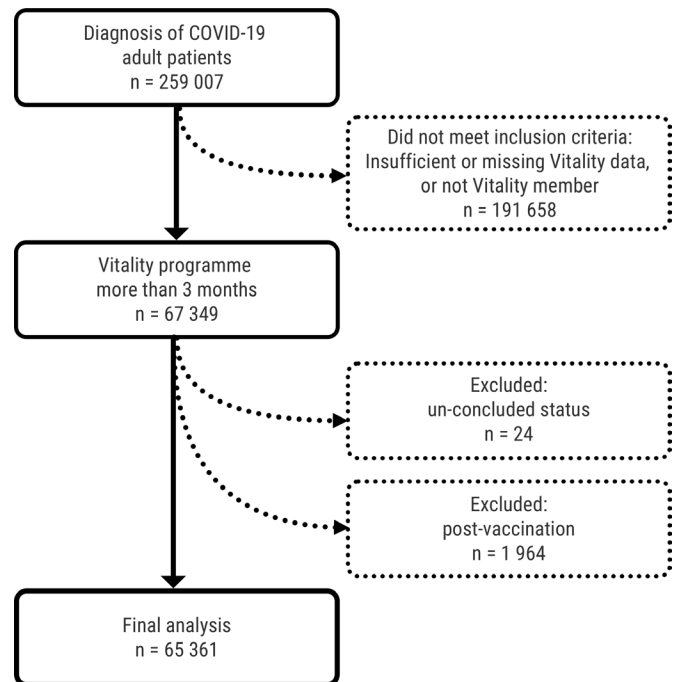 Diagnosis of COVID-19
adult patients
n = 259 007
Did not meet inclusion criteria:
Insufficient or missing Vitality data,
or not Vitality member
n = 191 658
Vitality programme
more than 3 months
n = 67 349
Excluded:
un-concluded status
n = 24
Excluded:
post-vaccination
n = 1 964
Final analysis
n = 65 361